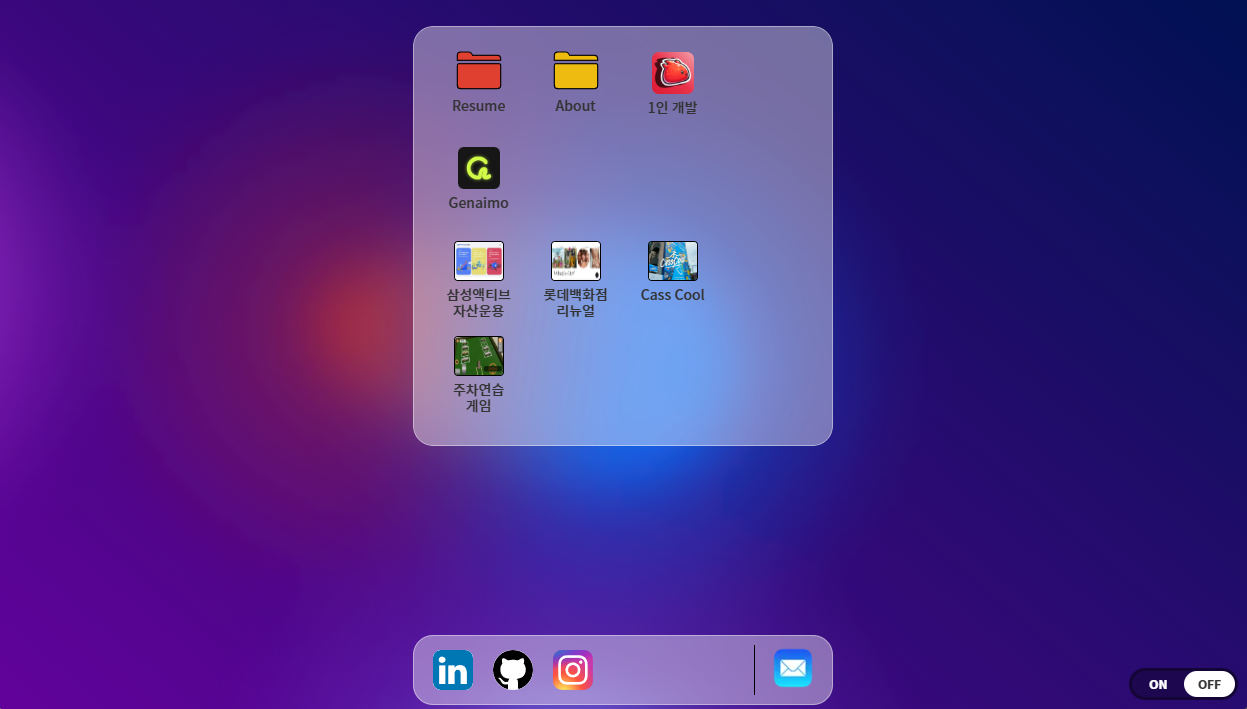 Resume
About
1인 개발
Genaimo
삼성액티브
자산운용
롯데백화점
리뉴얼
Cass Cool
주차연습
게임
in
ON
OFF